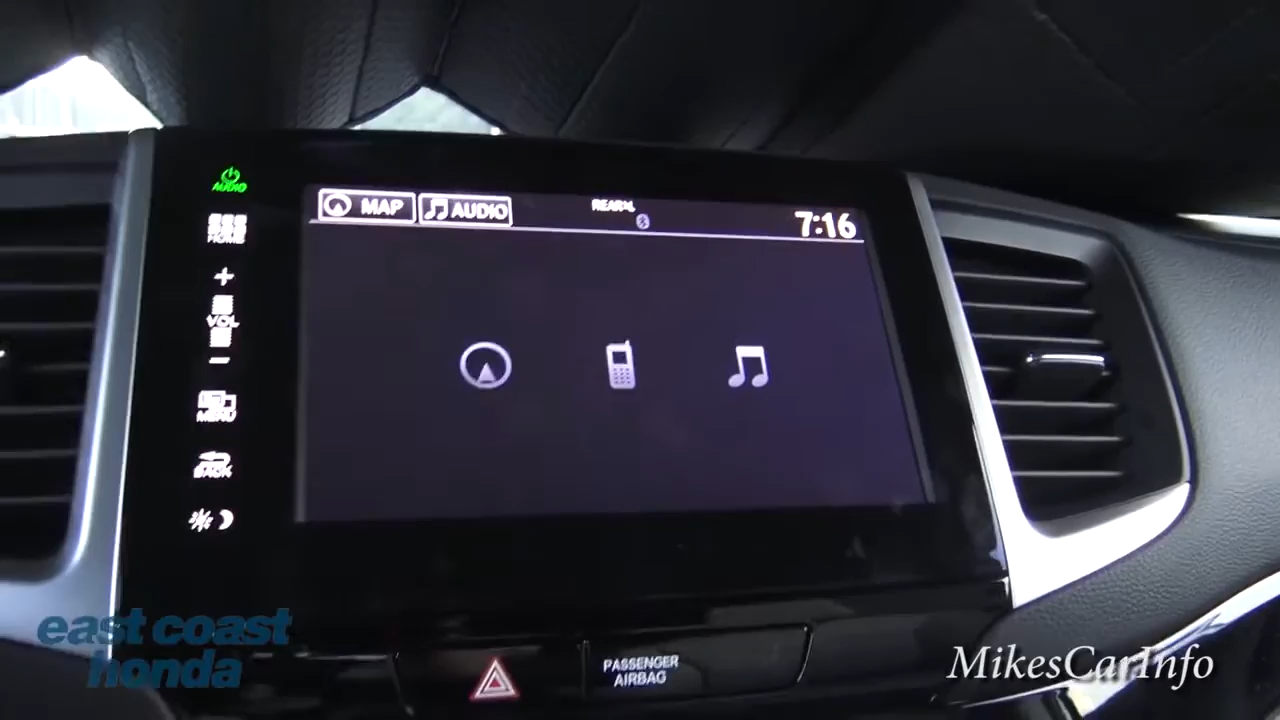 AUDIO
HOME
+
VOL
−
MENU
BACK
MAP
AUDIO
REAR
7:16
PASSENGER
AIRBAG
east coast
honda
MikesCarInfo